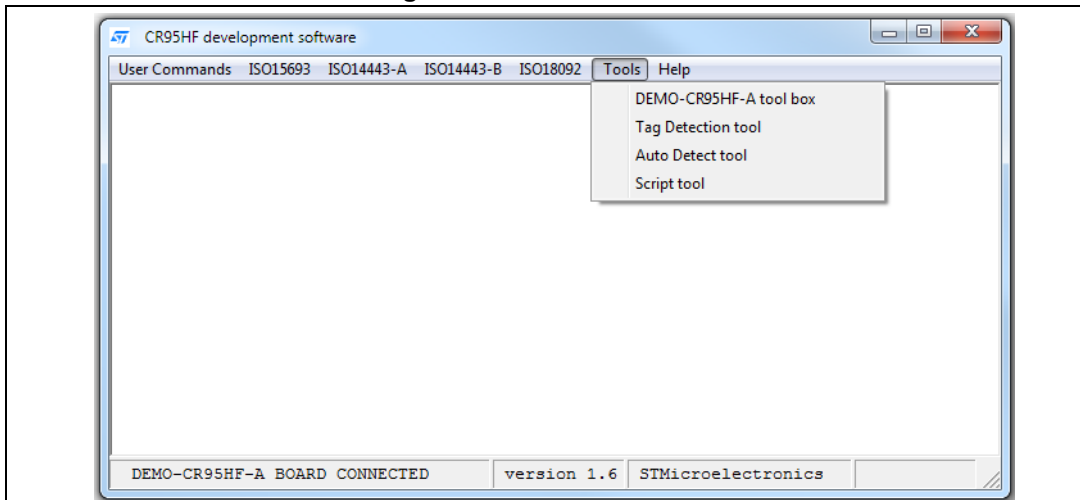 CR95HF development software
User Commands ISO15693 ISO14443-A ISO14443-B ISO18092 Tools Help
DEMO-CR95HF-A tool box
Tag Detection tool
Auto Detect tool
Script tool
DEMO-CR95HF-A BOARD CONNECTED version 1.6 STMicroelectronics